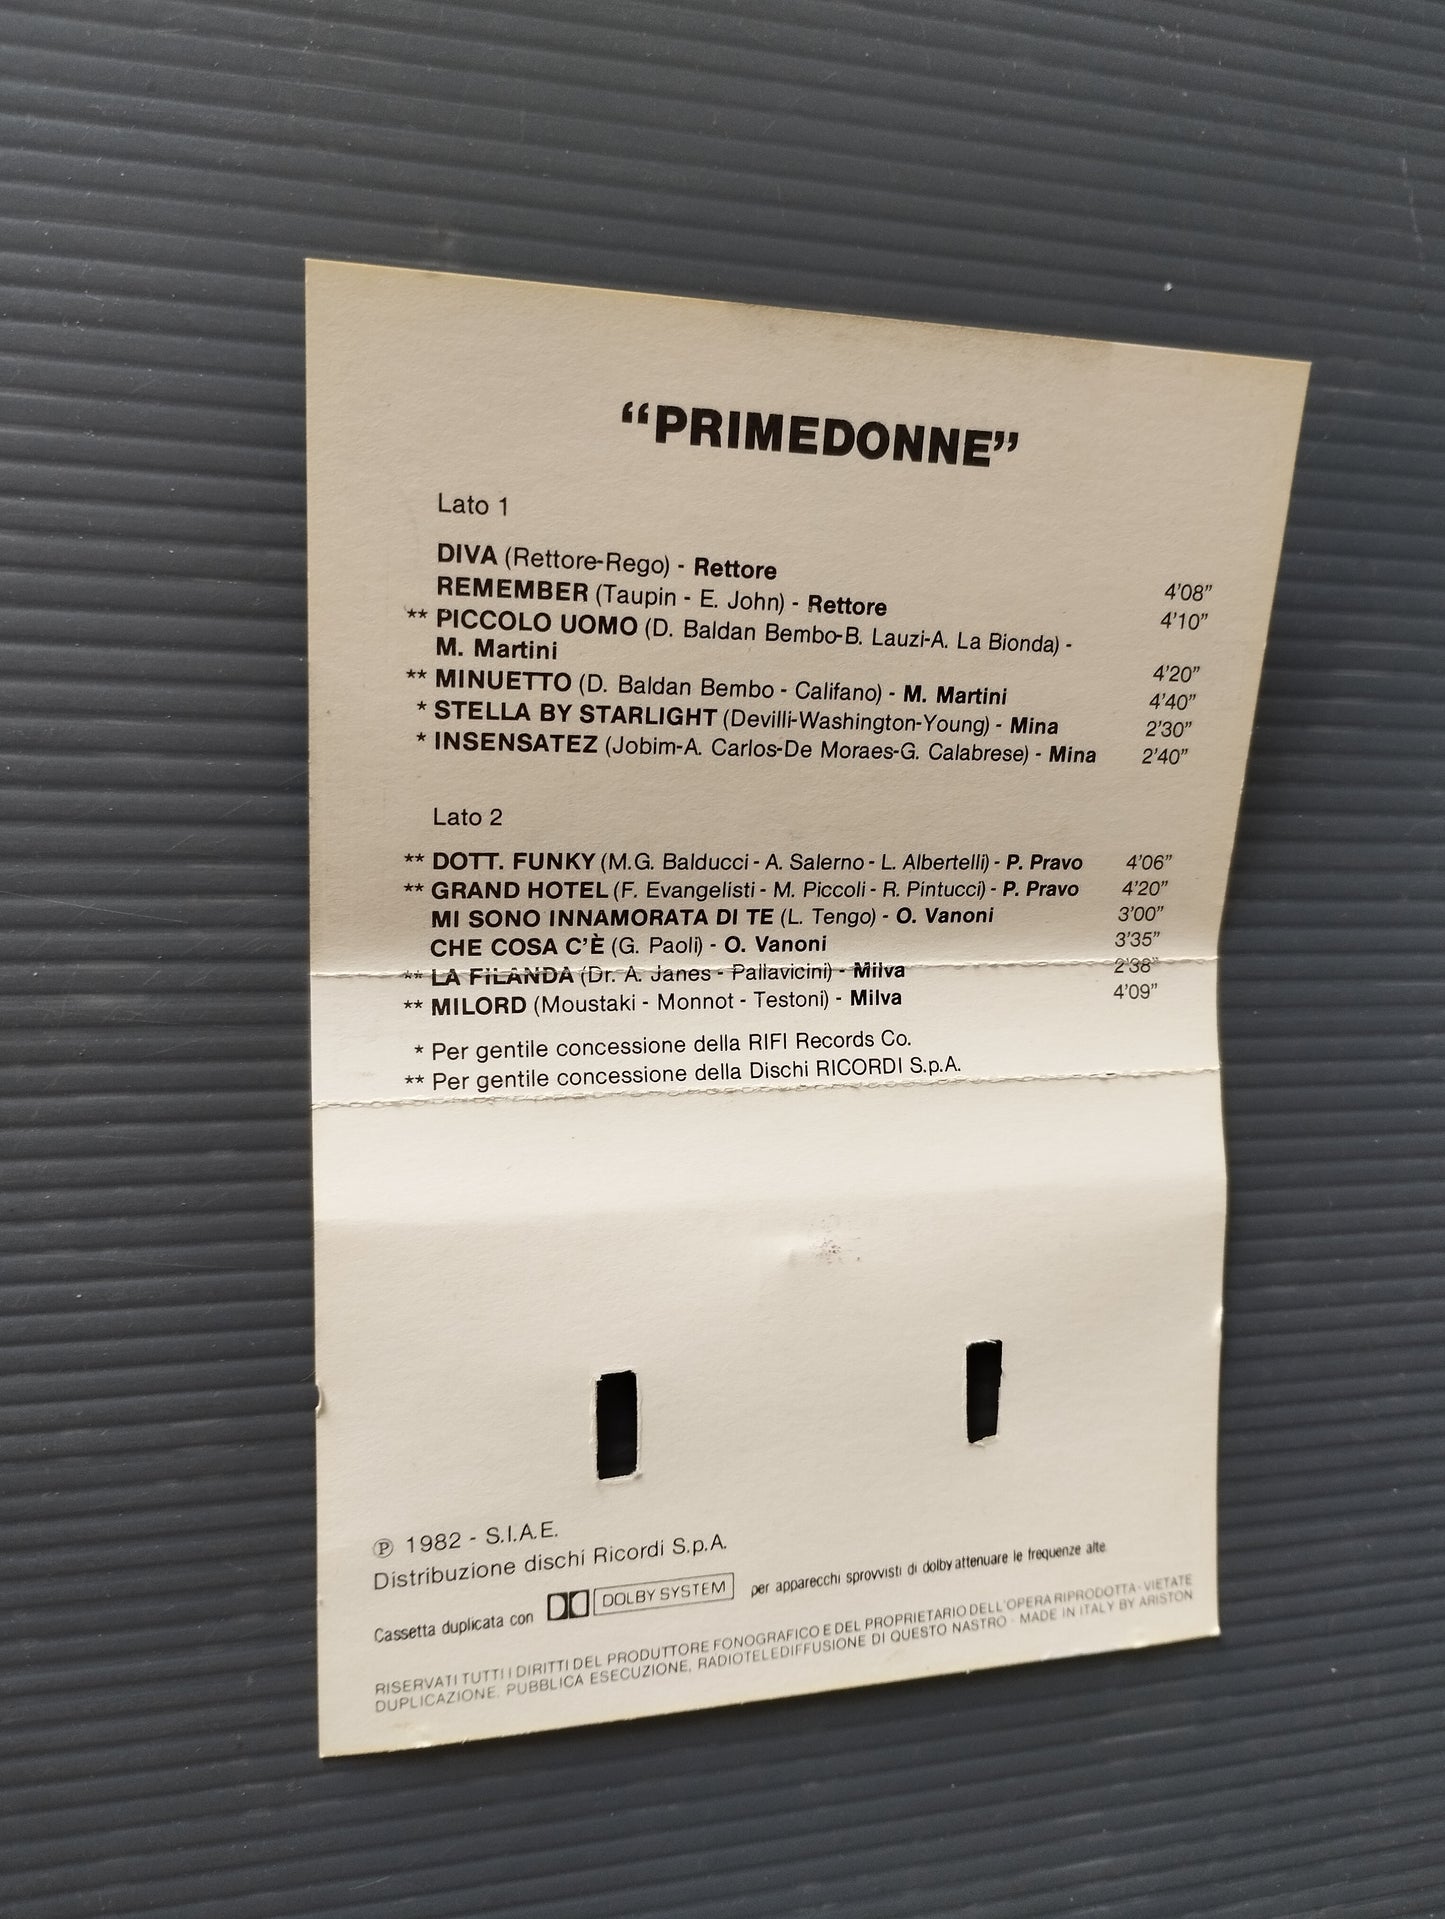 “PRIMEDONNE”
Lato 1
DIVA (Rettore-Rego) - Rettore 4’08”
REMEMBER (Taupin - E. John) - Rettore 4’10”
** PICCOLO UOMO (D. Baldan Bembo-B. Lauzi-A. La Bionda) -
M. Martini 4’20”
** MINUETTO (D. Baldan Bembo - Califano) - M. Martini 4’40”
* STELLA BY STARLIGHT (Devilli-Washington-Young) - Mina 2’30”
* INSENSATEZ (Jobim-A. Carlos-De Moraes-G. Calabrese) - Mina 2’40”
Lato 2
** DOTT. FUNKY (M.G. Balducci - A. Salerno - L. Albertelli) - P. Pravo 4’06”
** GRAND HOTEL (F. Evangelisti - M. Piccoli - R. Pintucci) - P. Pravo 4’20”
MI SONO INNAMORATA DI TE (L. Tengo) - O. Vanoni 3’00”
CHE COSA C’È (G. Paoli) - O. Vanoni 3’35”
** LA FILANDA (Dr. A. Janes - Pallavicini) - Milva 2’38”
** MILORD (Moustaki - Monnot - Testoni) - Milva 4’09”
* Per gentile concessione della RIFI Records Co.
** Per gentile concessione della Dischi RICORDI S.p.A.
Ⓟ 1982 - S.I.A.E.
Distribuzione dischi Ricordi S.p.A.
Cassetta duplicata con DOLBY SYSTEM per apparecchi sprovvisti di dolby attenuare le frequenze alte
RISERVATI TUTTI I DIRITTI DEL PRODUTTORE FONOGRAFICO E DEL PROPRIETARIO DELL’OPERA RIPRODOTTA - VIETATE
DUPLICAZIONE, PUBBLICA ESECUZIONE, RADIOTELEDIFFUSIONE DI QUESTO NASTRO - MADE IN ITALY BY ARISTON